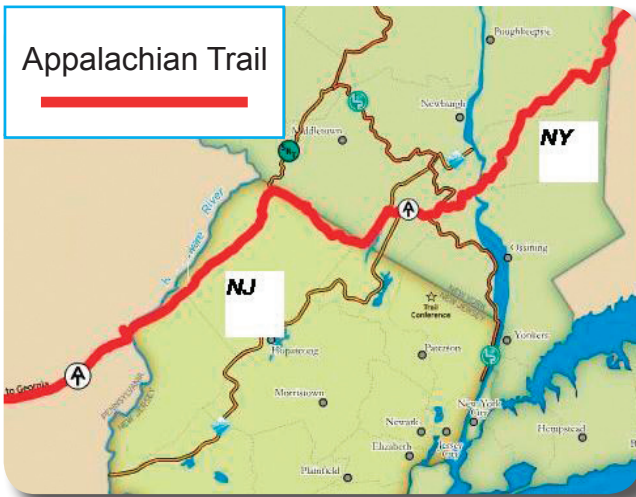 Appalachian Trail
Poughkeepsie
Newburgh
Middletown
NY
River
NJ
Ossining
NEW YORK
NEW JERSEY
Trail
Conference
to Georgia
Hopatcong
Paterson
Yonkers
PENNSYLVANIA
NEW JERSEY
Morristown
New York
City
Newark
Jersey
City
Hempstead
Elizabeth
Plainfield